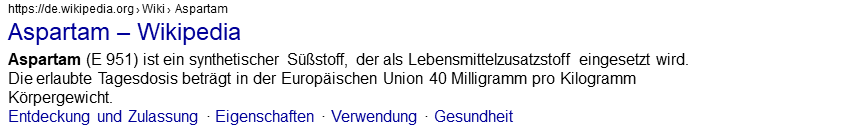 https://de.wikipedia.org › Wiki › Aspartam
Aspartam – Wikipedia
Aspartam (E 951) ist ein synthetischer Süßstoff, der als Lebensmittelzusatzstoff eingesetzt wird.
Die erlaubte Tagesdosis beträgt in der Europäischen Union 40 Milligramm pro Kilogramm
Körpergewicht.
Entdeckung und Zulassung · Eigenschaften · Verwendung · Gesundheit